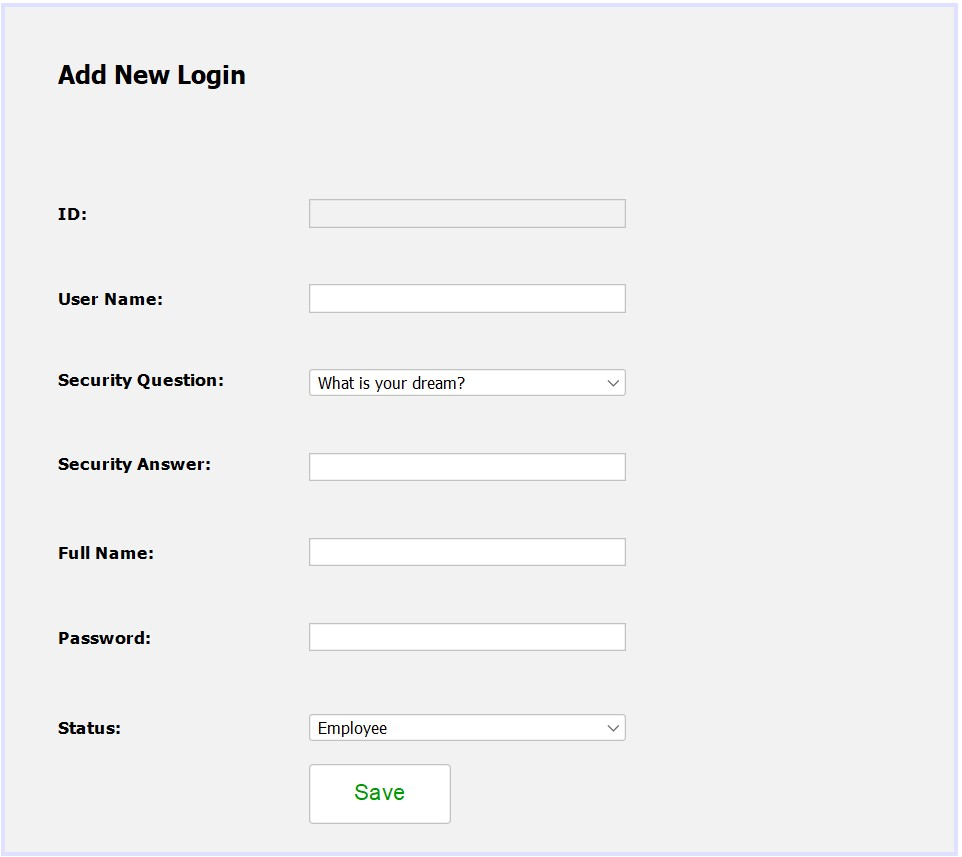 Add New Login
ID:
User Name:
Security Question: What is your dream?
Security Answer:
Full Name:
Password:
Status: Employee
Save